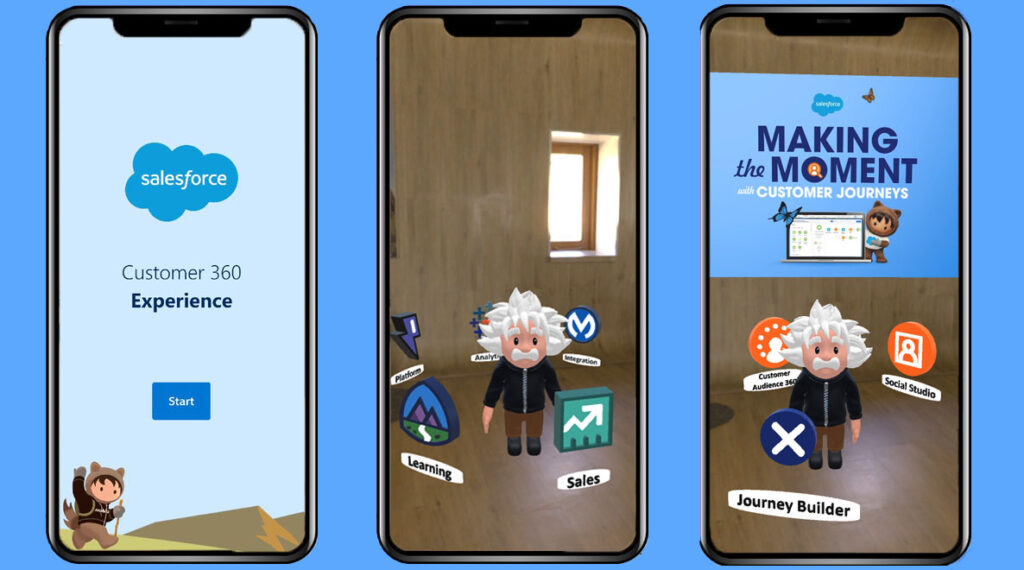 salesforce
Customer 360
Experience
Start
Platform
Analytics
Integration
Learning
Sales
salesforce
MAKING
the MOMENT
with CUSTOMER JOURNEYS
Customer
Audience 360
Social Studio
Journey Builder